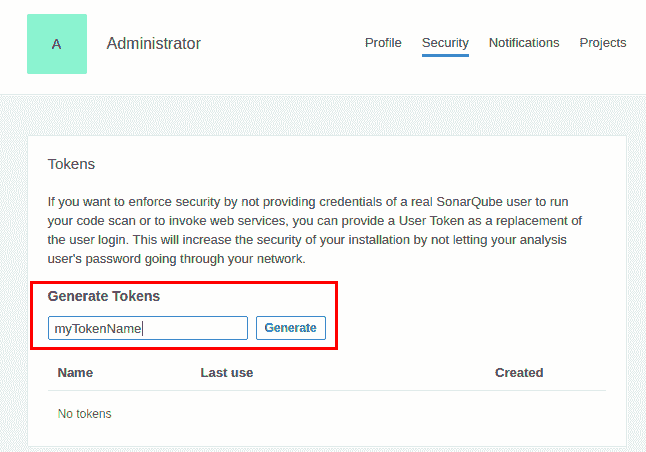 A
Administrator
Profile Security Notifications Projects
Tokens
If you want to enforce security by not providing credentials of a real SonarQube user to run
your code scan or to invoke web services, you can provide a User Token as a replacement of
the user login. This will increase the security of your installation by not letting your analysis
user's password going through your network.
Generate Tokens
myTokenName Generate
Name Last use Created
No tokens